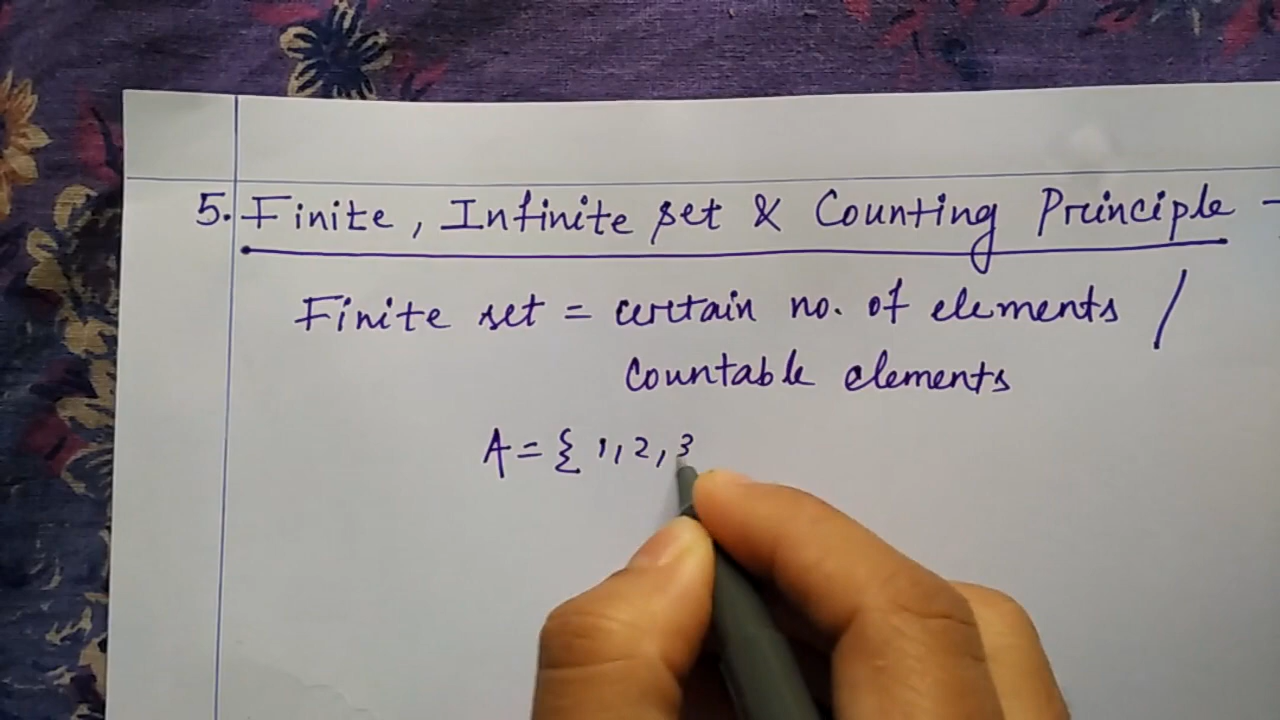 5. Finite, Infinite set & Counting Principle -
Finite set = certain no. of elements /
countable elements
A = { 1, 2, 3